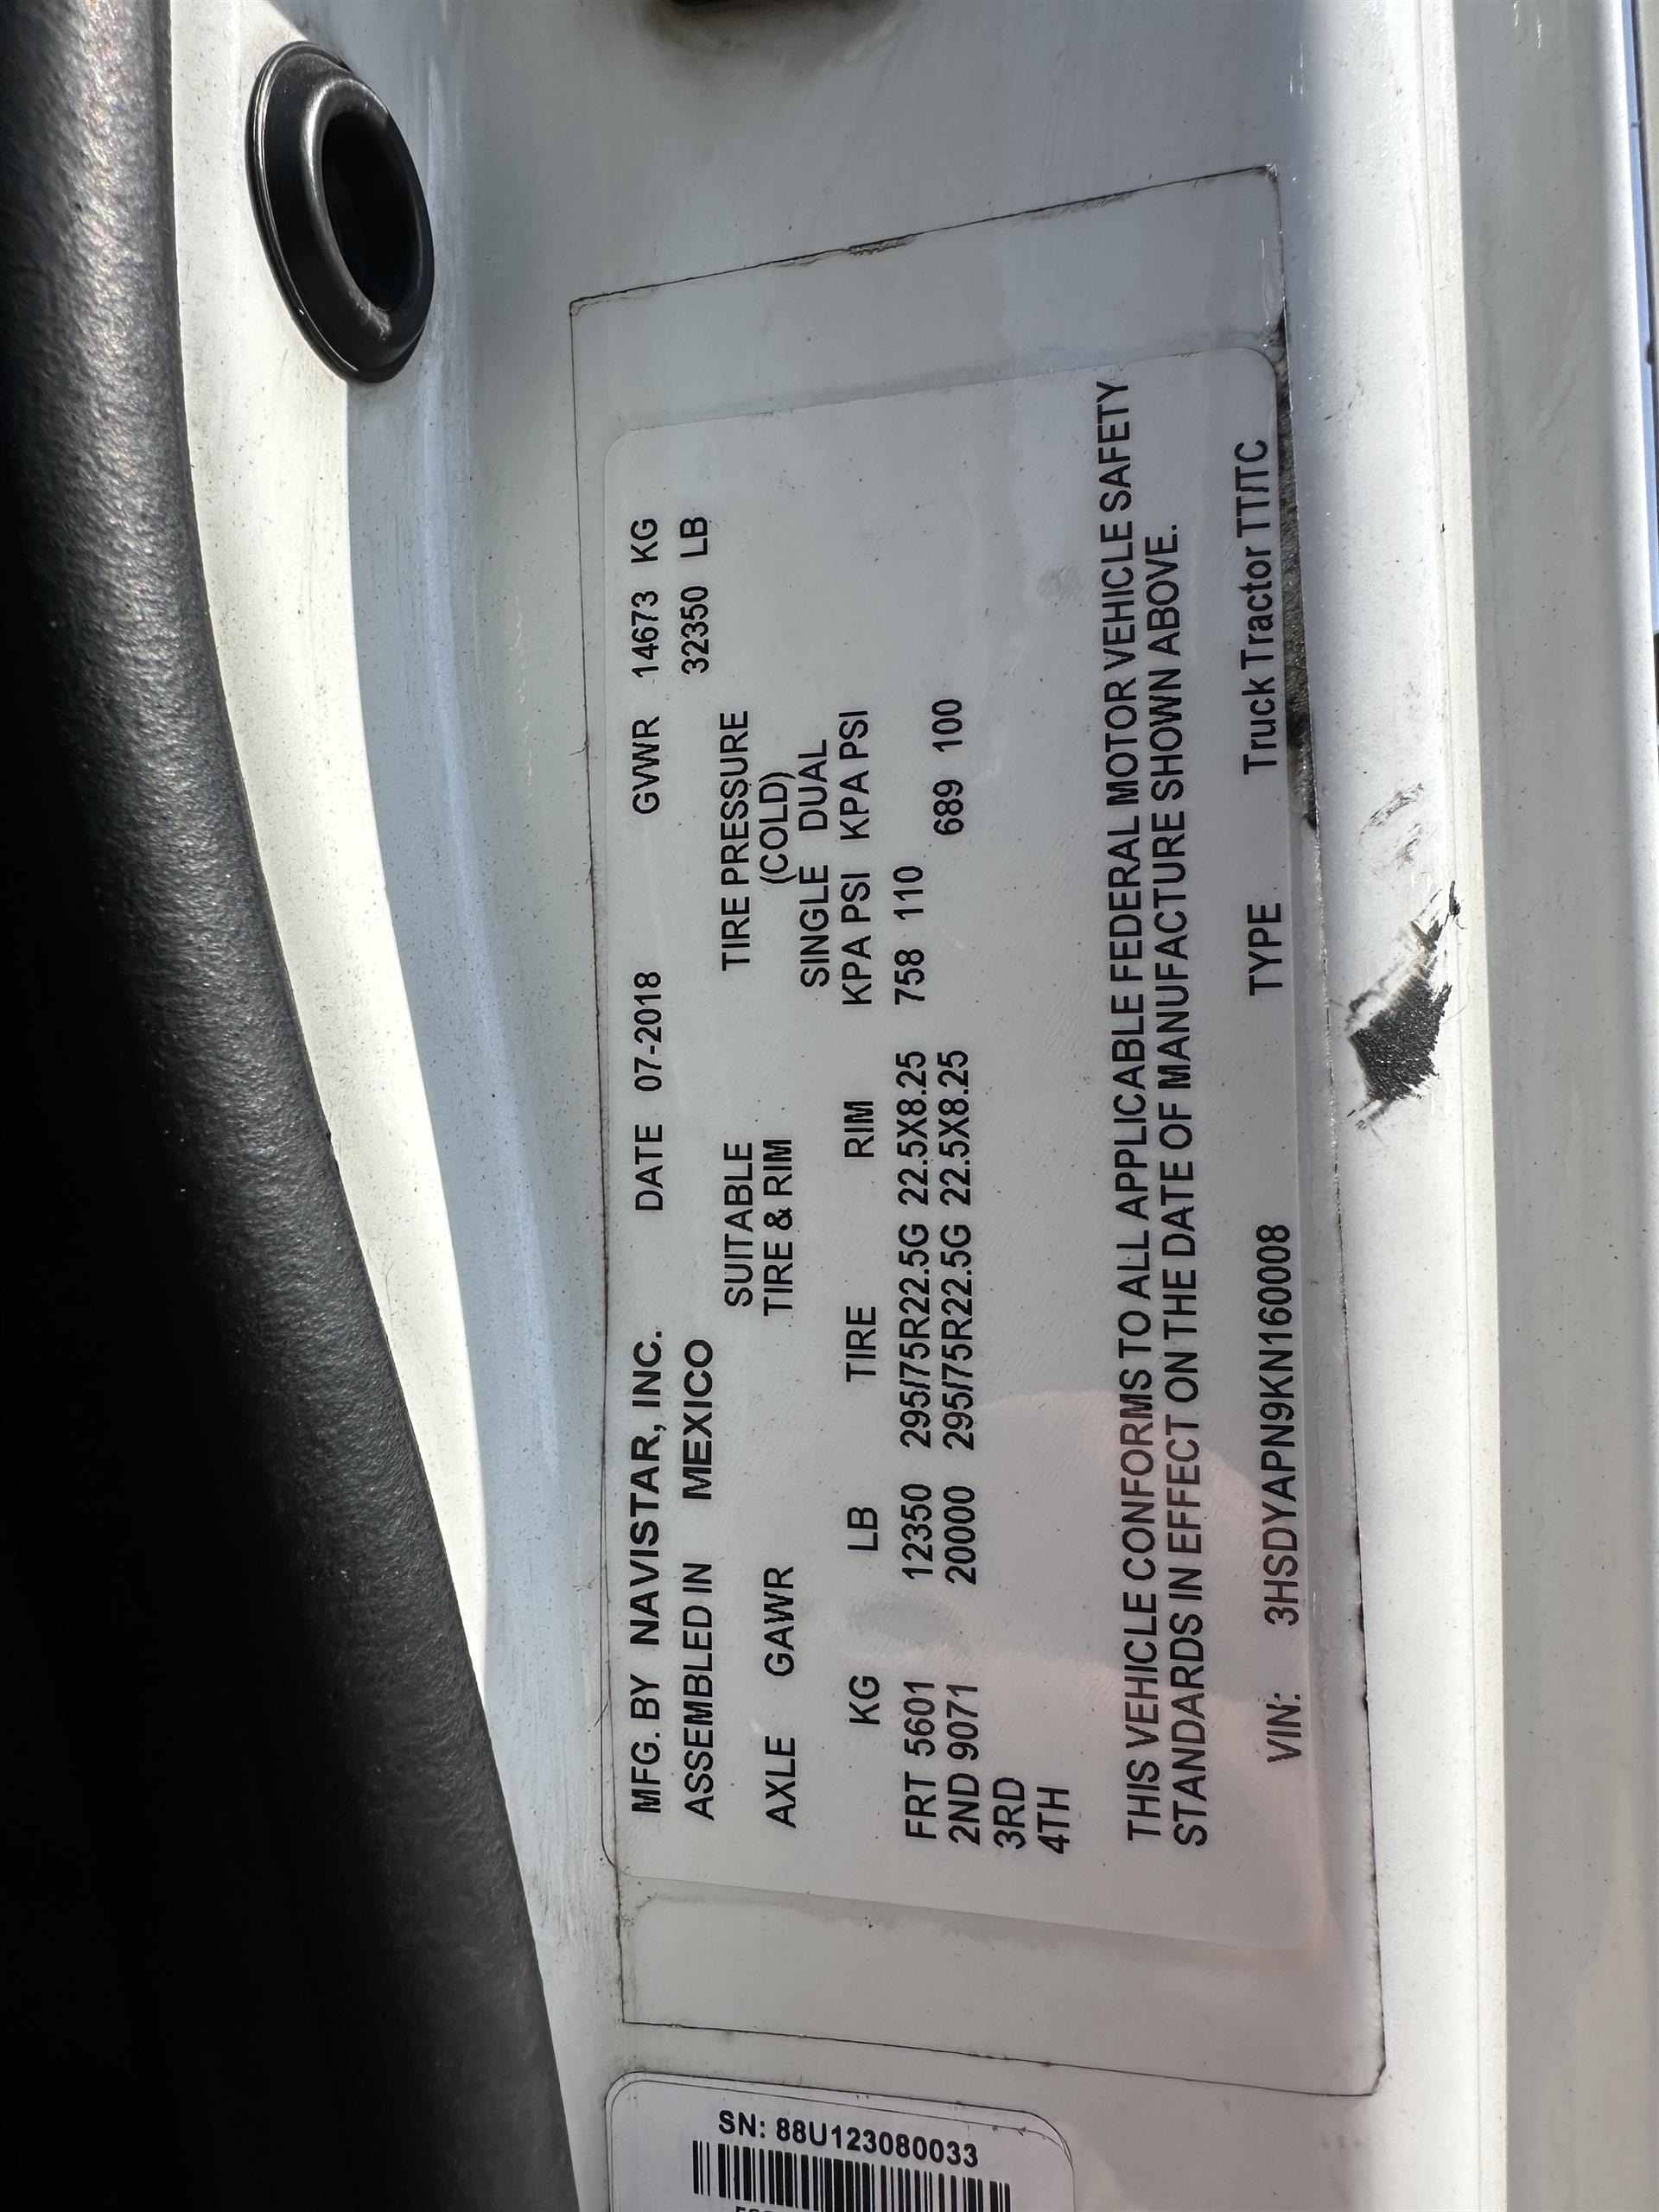 MFG. BY NAVISTAR, INC. DATE 07-2018 GVWR 14673 KG
ASSEMBLED IN MEXICO 32350 LB
SUITABLE TIRE PRESSURE
AXLE GAWR TIRE & RIM (COLD)
SINGLE DUAL
KG LB TIRE RIM KPA PSI KPA PSI
FRT 5601 12350 295/75R22.5G 22.5X8.25 758 110
2ND 9071 20000 295/75R22.5G 22.5X8.25 689 100
3RD
4TH
THIS VEHICLE CONFORMS TO ALL APPLICABLE FEDERAL MOTOR VEHICLE SAFETY
STANDARDS IN EFFECT ON THE DATE OF MANUFACTURE SHOWN ABOVE.
VIN: 3HSDYAPN9KN160008 TYPE Truck Tractor TT/TC
SN: 88U123080033